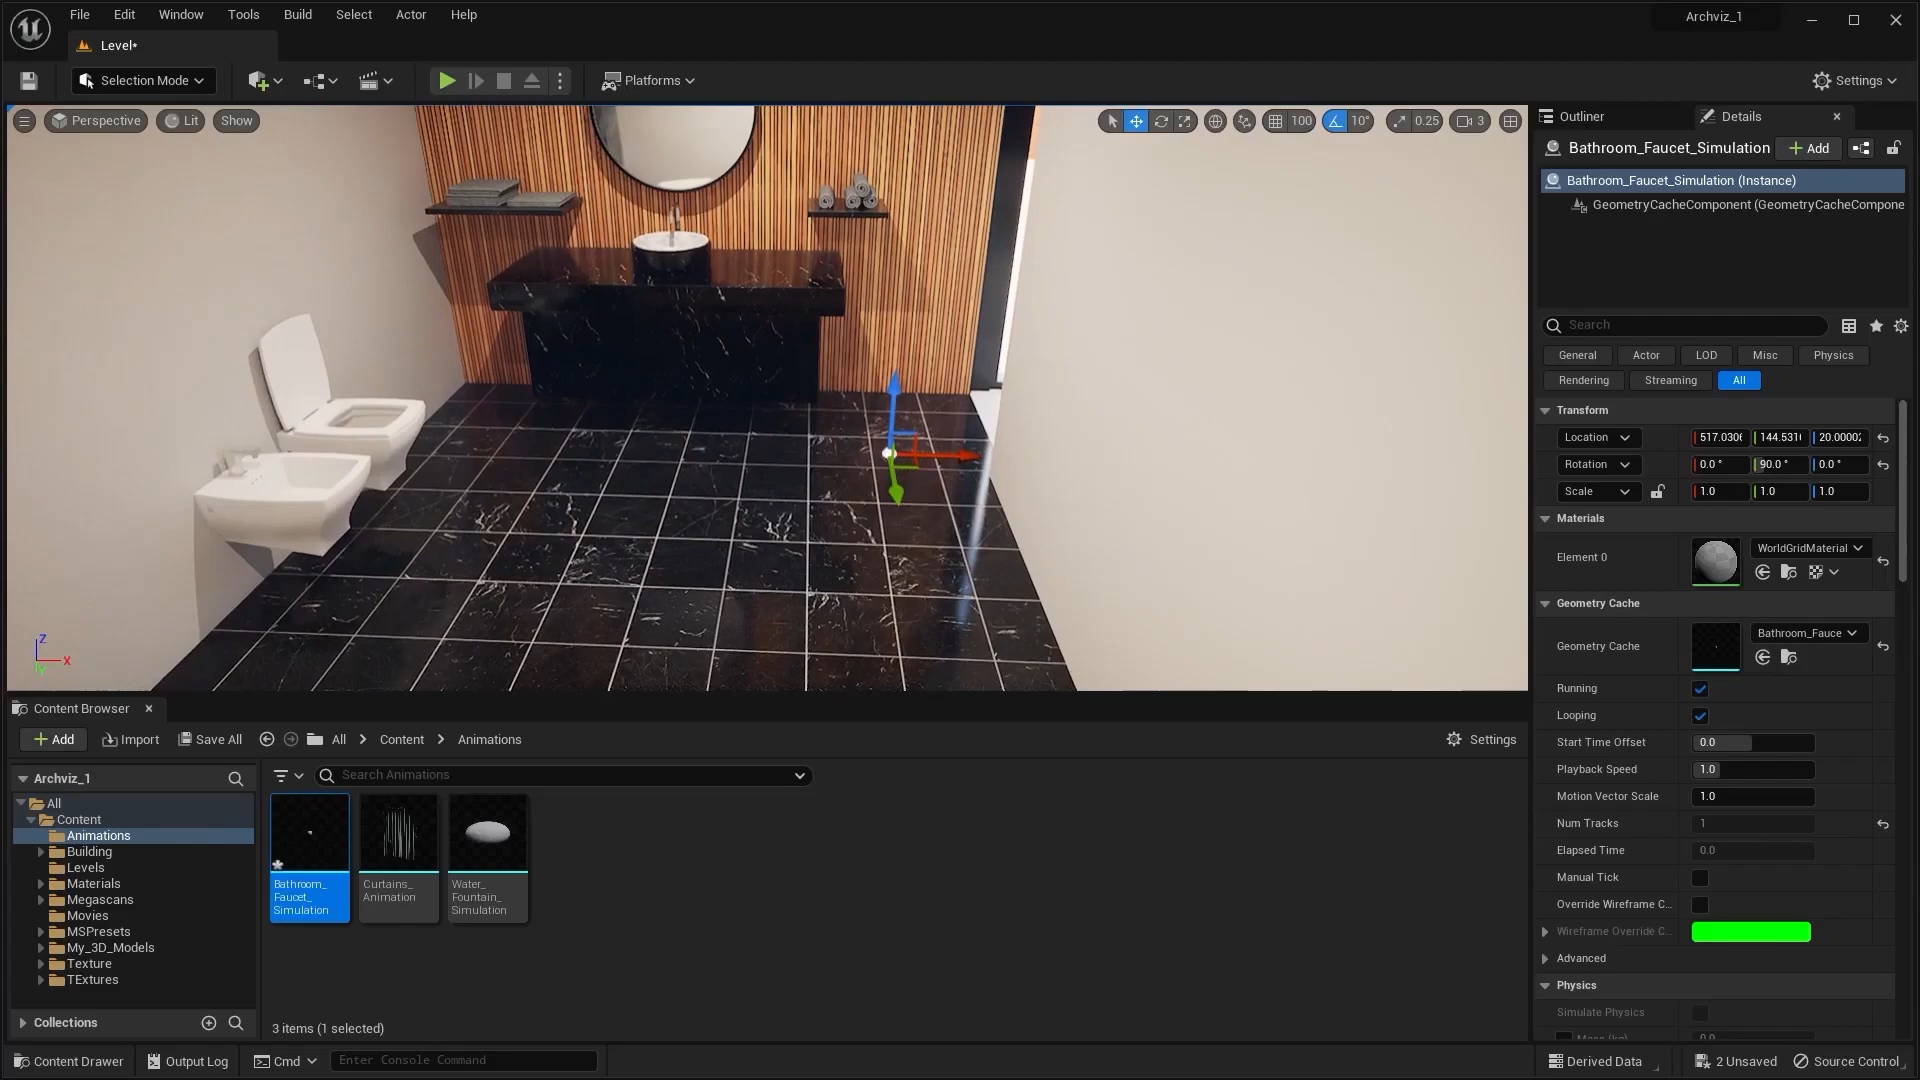 File
Edit
Window
Tools
Build
Select
Actor
Help
Archviz_1
Level*
Selection Mode
Platforms
Settings
Perspective
Lit
Show
100
10°
0.25
3
Outliner
Details
Bathroom_Faucet_Simulation
Add
Bathroom_Faucet_Simulation (Instance)
GeometryCacheComponent (GeometryCacheCompone
Search
General
Actor
LOD
Misc
Physics
Rendering
Streaming
All
Transform
Location
517.0306
144.531
20.00002
Rotation
0.0 °
90.0 °
0.0 °
Scale
1.0
1.0
1.0
Materials
Element 0
WorldGridMaterial
Geometry Cache
Geometry Cache
Bathroom_Fauce
Running
Looping
Start Time Offset
0.0
Playback Speed
1.0
Motion Vector Scale
1.0
Num Tracks
1
Elapsed Time
0.0
Manual Tick
Override Wireframe C...
Wireframe Override C...
Advanced
Physics
Simulate Physics
Z
X
Y
Content Browser
Add
Import
Save All
All
Content
Animations
Settings
Archviz_1
Search Animations
All
Content
Animations
Building
Levels
Materials
Megascans
Movies
MSPresets
My_3D_Models
Texture
TExtures
Collections
Bathroom_
Faucet_
Simulation
Curtains_
Animation
Water_
Fountain_
Simulation
3 items (1 selected)
Content Drawer
Output Log
Cmd
Enter Console Command
Derived Data
2 Unsaved
Source Control